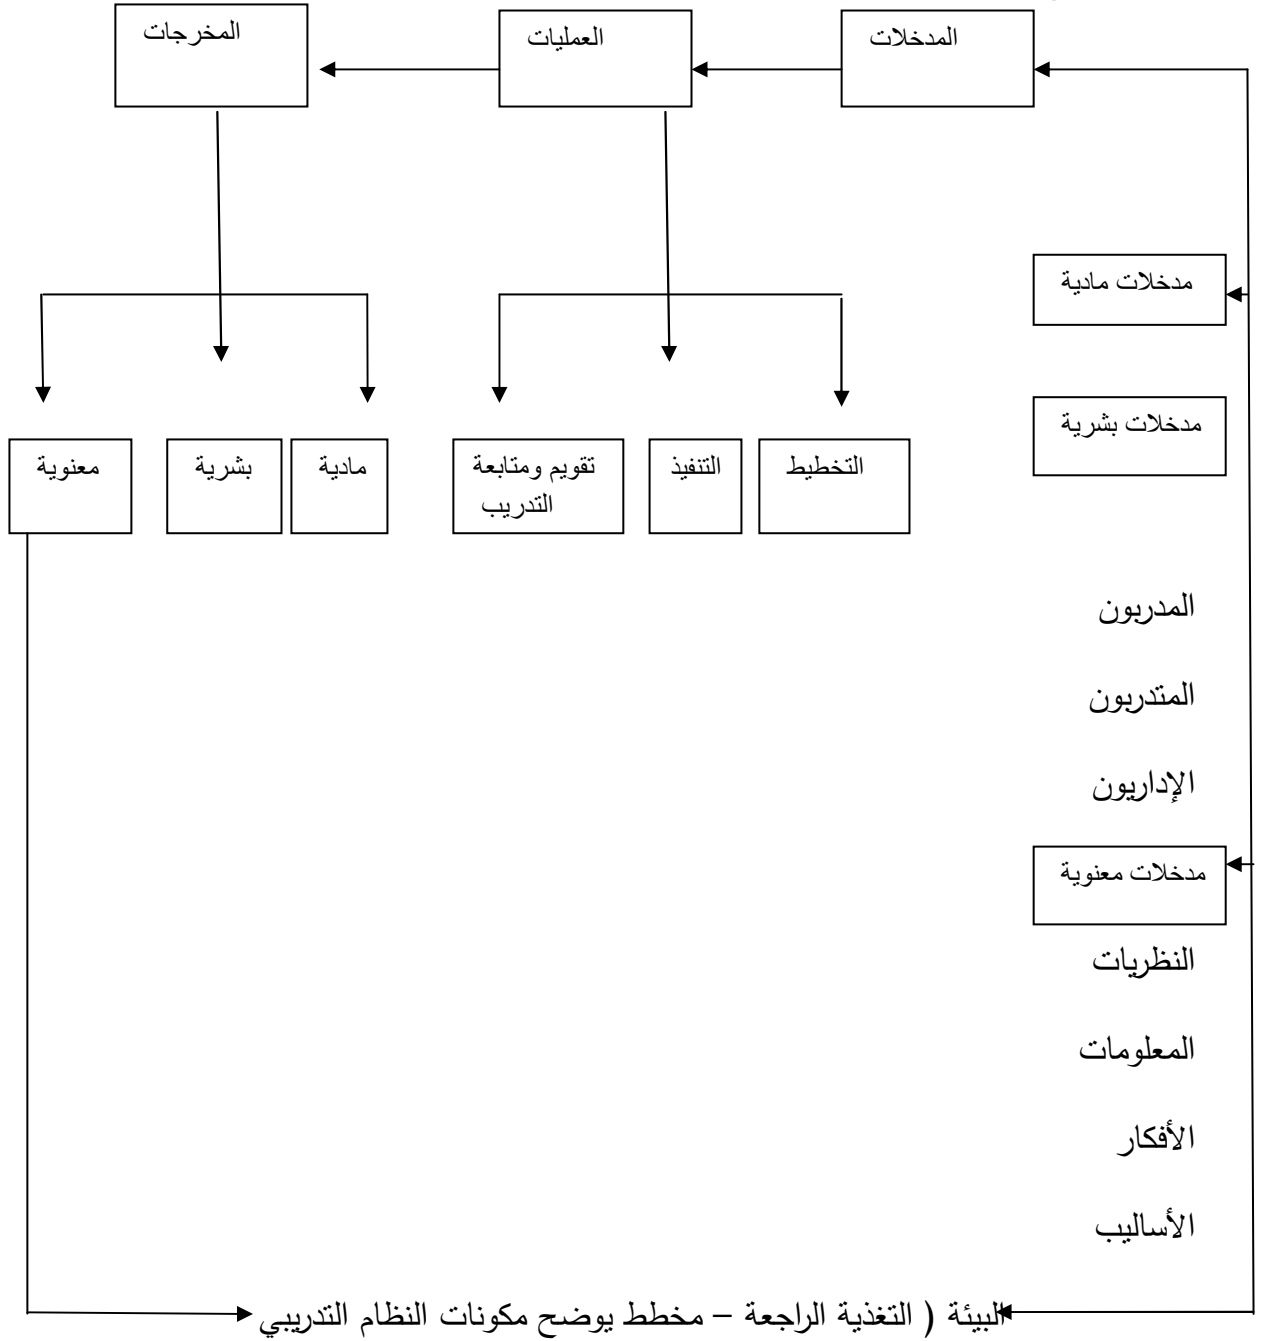 المدخلات
العمليات
المخرجات
مدخلات مادية
مدخلات بشرية
التخطيط
التنفيذ
تقويم ومتابعة
التدريب
مادية
بشرية
معنوية
المدربون
المتدربون
الإداريون
مدخلات معنوية
النظريات
المعلومات
الأفكار
الأساليب
البيئة ( التغذية الراجعة – مخطط يوضح مكونات النظام التدريبي